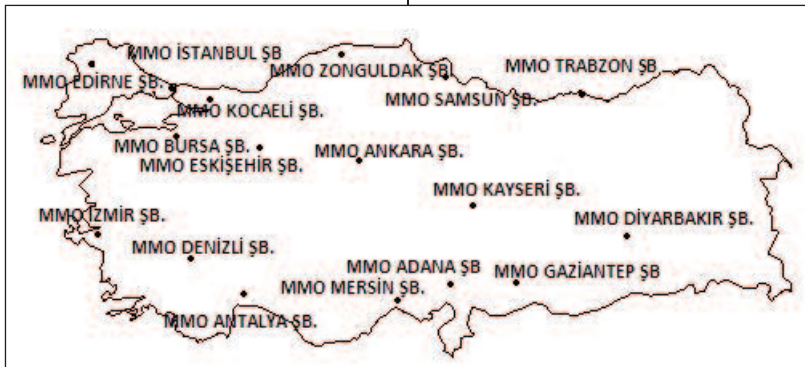 MMO İSTANBUL ŞB
MMO ZONGULDAK ŞB.
MMO TRABZON ŞB
MMO EDİRNE ŞB.
MMO SAMSUN ŞB.
MMO KOCAELİ ŞB.
MMO BURSA ŞB.
MMO ANKARA ŞB.
MMO ESKİŞEHİR ŞB.
MMO KAYSERİ ŞB.
MMO İZMİR ŞB.
MMO DİYARBAKIR ŞB.
MMO DENİZLİ ŞB.
MMO ADANA ŞB
MMO GAZİANTEP ŞB
MMO MERSİN ŞB.
MMO ANTALYA ŞB.